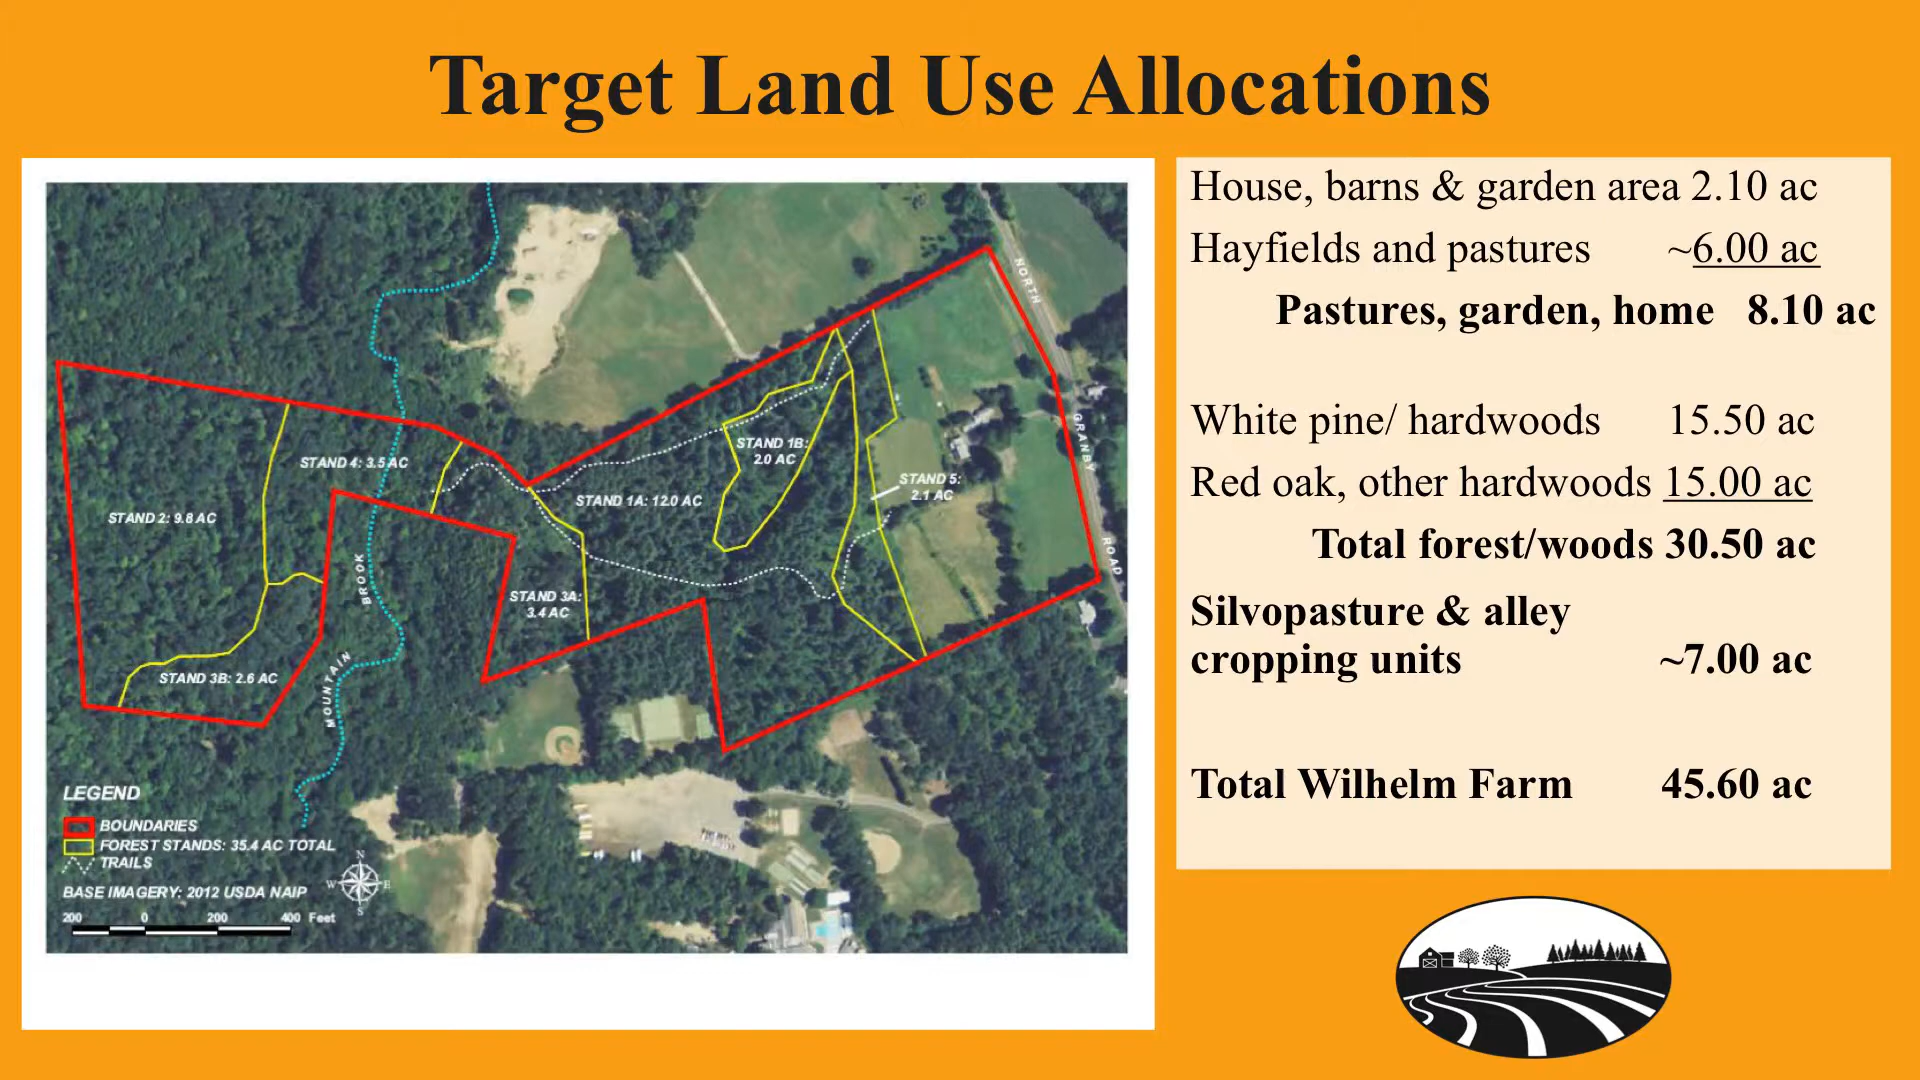 Target Land Use Allocations
NORTH
GRANBY
ROAD
STAND 1B:
2.0 AC
STAND 4: 3.5 AC
STAND 5:
2.1 AC
STAND 1A: 12.0 AC
STAND 2: 9.8 AC
BROOK
STAND 3A:
3.4 AC
STAND 3B: 2.6 AC
MOUNTAIN
LEGEND
BOUNDARIES
FOREST STANDS: 35.4 AC TOTAL
TRAILS
BASE IMAGERY: 2012 USDA NAIP
N
W E
S
200 0 200 400 Feet
House, barns & garden area 2.10 ac
Hayfields and pastures ~6.00 ac
Pastures, garden, home 8.10 ac
White pine/ hardwoods 15.50 ac
Red oak, other hardwoods 15.00 ac
Total forest/woods 30.50 ac
Silvopasture & alley
cropping units ~7.00 ac
Total Wilhelm Farm 45.60 ac